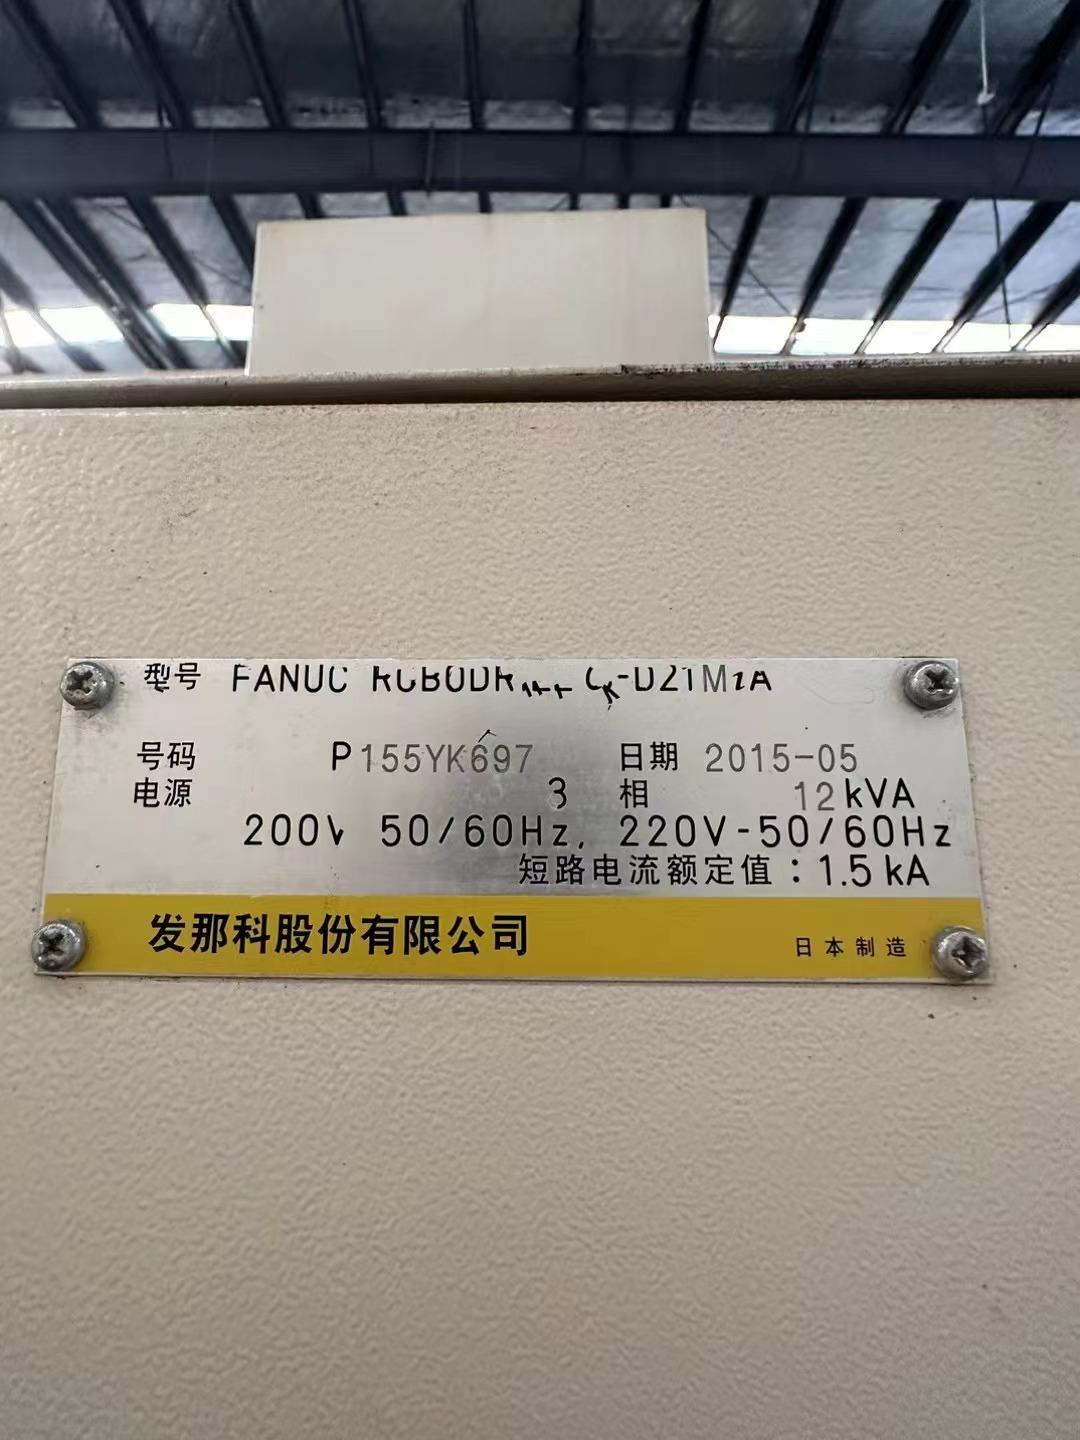 型号 FANUC ROBODR -D21MiA
号码 P155YK697 日期 2015-05
电源 3 相 12kVA
200V 50/60Hz, 220V-50/60Hz
短路电流额定值:1.5kA
发那科股份有限公司 日本制造